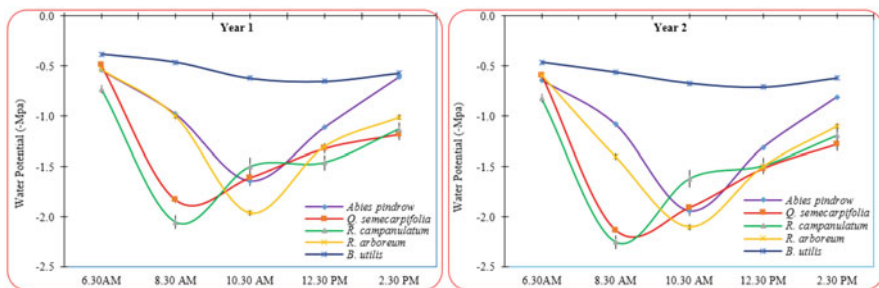 Year 1
Water Potential (-Mpa)
0.0
-0.5
-1.0
-1.5
-2.0
-2.5
Abies pindrow
Q. semecarpifolia
R. campanulatum
R. arboreum
B. utilis
6.30AM 8.30 AM 10.30 AM 12.30 PM 2.30 PM
Year 2
Water Potential (-Mpa)
0.0
-0.5
-1.0
-1.5
-2.0
-2.5
Abies pindrow
Q. semecarpifolia
R. campanulatum
R. arboreum
B. utilis
6.30AM 8.30 AM 10.30 AM 12.30 PM 2.30 PM